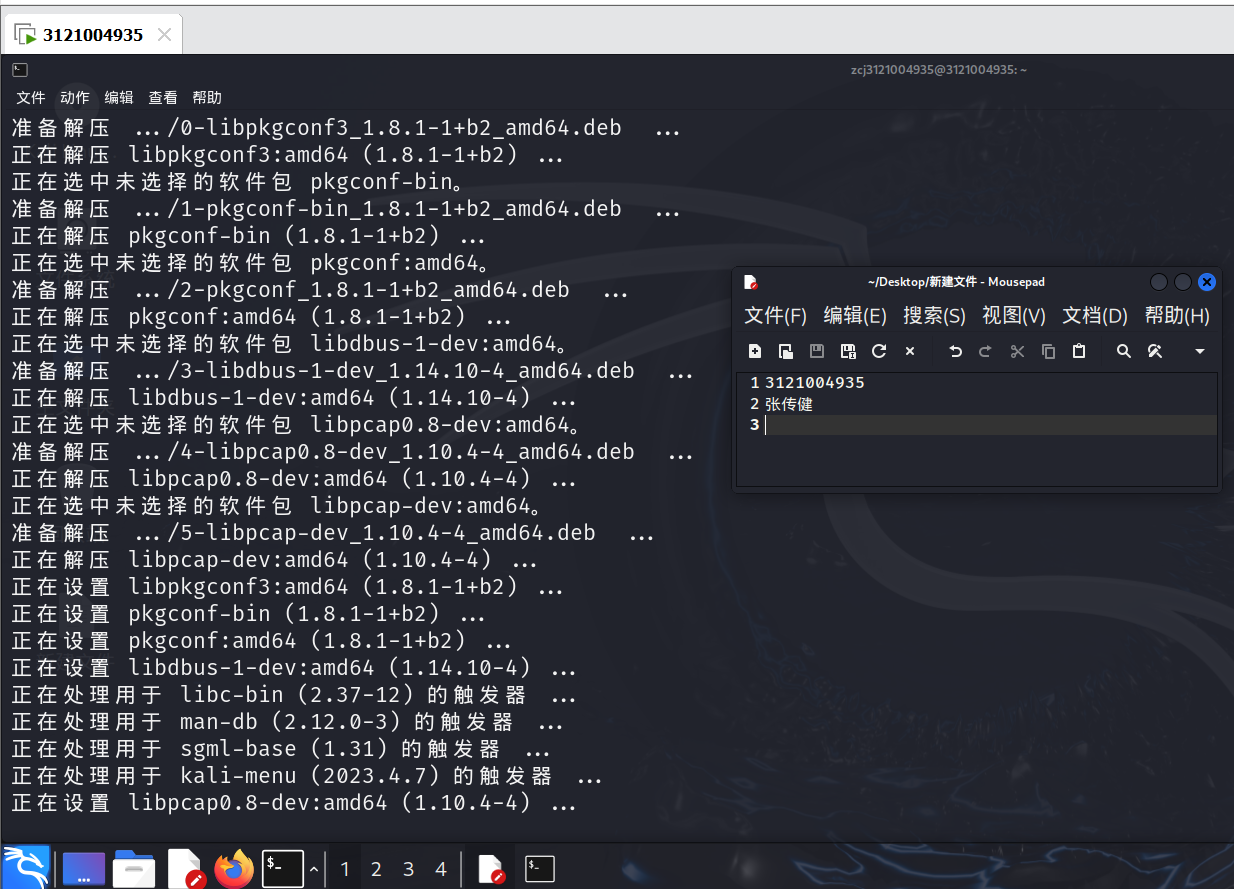 3121004935
zcj3121004935@3121004935: ~
文件 动作 编辑 查看 帮助
准备解压 .../0-libpkgconf3_1.8.1-1+b2_amd64.deb ...
正在解压 libpkgconf3:amd64 (1.8.1-1+b2) ...
正在选中未选择的软件包 pkgconf-bin。
准备解压 .../1-pkgconf-bin_1.8.1-1+b2_amd64.deb ...
正在解压 pkgconf-bin (1.8.1-1+b2) ...
正在选中未选择的软件包 pkgconf:amd64。
准备解压 .../2-pkgconf_1.8.1-1+b2_amd64.deb ...
正在解压 pkgconf:amd64 (1.8.1-1+b2) ...
正在选中未选择的软件包 libdbus-1-dev:amd64。
准备解压 .../3-libdbus-1-dev_1.14.10-4_amd64.deb ...
正在解压 libdbus-1-dev:amd64 (1.14.10-4) ...
正在选中未选择的软件包 libpcap0.8-dev:amd64。
准备解压 .../4-libpcap0.8-dev_1.10.4-4_amd64.deb ...
正在解压 libpcap0.8-dev:amd64 (1.10.4-4) ...
正在选中未选择的软件包 libpcap-dev:amd64。
准备解压 .../5-libpcap-dev_1.10.4-4_amd64.deb ...
正在解压 libpcap-dev:amd64 (1.10.4-4) ...
正在设置 libpkgconf3:amd64 (1.8.1-1+b2) ...
正在设置 pkgconf-bin (1.8.1-1+b2) ...
正在设置 pkgconf:amd64 (1.8.1-1+b2) ...
正在设置 libdbus-1-dev:amd64 (1.14.10-4) ...
正在处理用于 libc-bin (2.37-12) 的触发器 ...
正在处理用于 man-db (2.12.0-3) 的触发器 ...
正在处理用于 sgml-base (1.31) 的触发器 ...
正在处理用于 kali-menu (2023.4.7) 的触发器 ...
正在设置 libpcap0.8-dev:amd64 (1.10.4-4) ...
~/Desktop/新建文件 - Mousepad
文件(F) 编辑(E) 搜索(S) 视图(V) 文档(D) 帮助(H)
1 3121004935
2 张传健
3
1 2 3 4